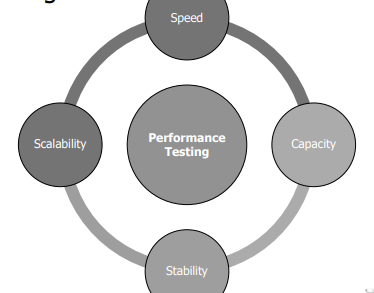 Speed
Scalability
Performance
Testing
Capacity
Stability